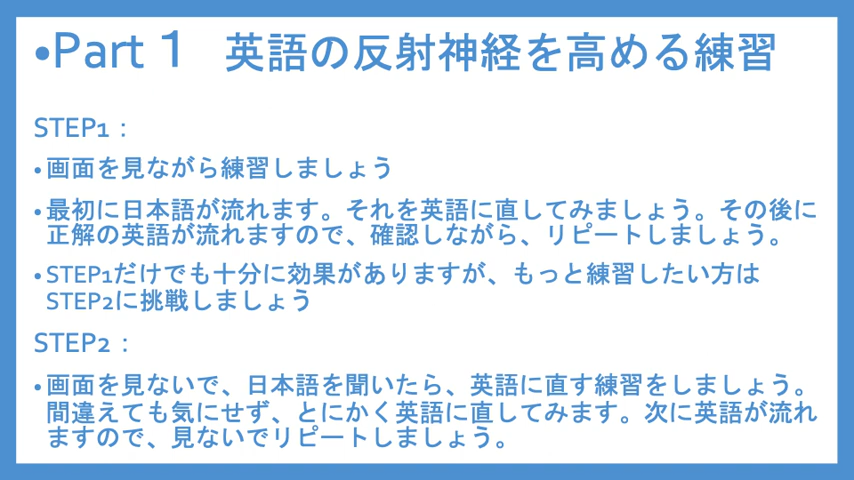 •Part １　英語の反射神経を高める練習
STEP1：
•画面を見ながら練習しましょう
•最初に日本語が流れます。それを英語に直してみましょう。その後に
正解の英語が流れますので、確認しながら、リピートしましょう。
•STEP1だけでも十分に効果がありますが、もっと練習したい方は
STEP2に挑戦しましょう
STEP2：
•画面を見ないで、日本語を聞いたら、英語に直す練習をしましょう。
間違えても気にせず、とにかく英語に直してみます。次に英語が流れ
ますので、見ないでリピートしましょう。